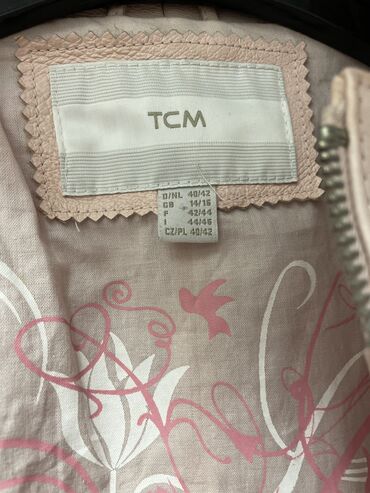 TCM
D/NL 40/42
GB 14/16
F 42/44
I 44/46
CZ/PL 40/42